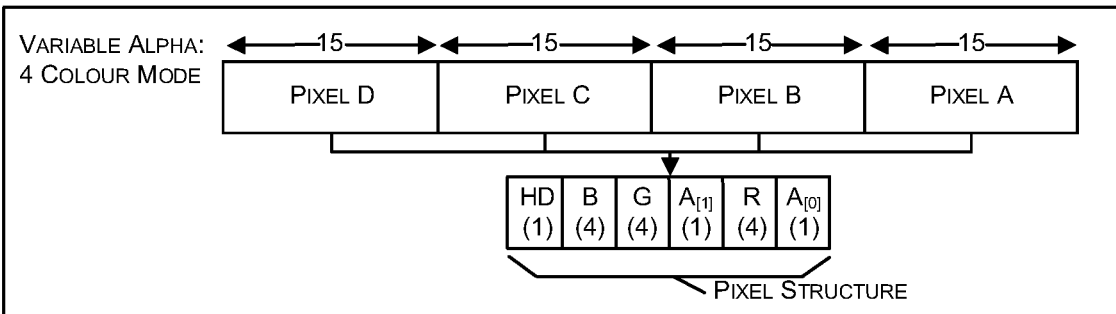 VARIABLE ALPHA:
4 COLOUR MODE
15 15 15 15
PIXEL D PIXEL C PIXEL B PIXEL A
HD B G A[1] R A[0]
(1) (4) (4) (1) (4) (1)
PIXEL STRUCTURE